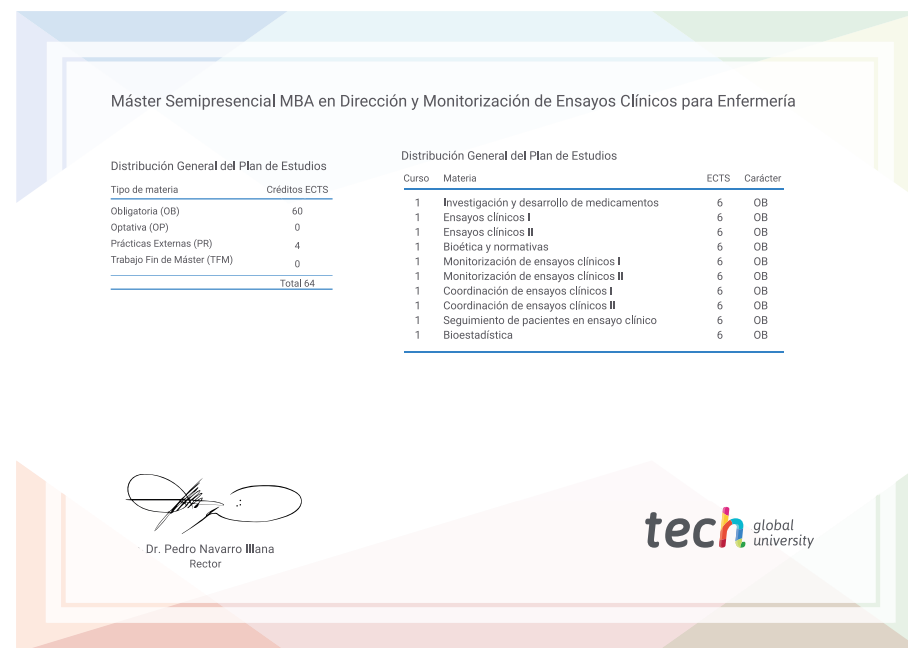 Máster Semipresencial MBA en Dirección y Monitorización de Ensayos Clínicos para Enfermería
Distribución General del Plan de Estudios
Tipo de materia Créditos ECTS
Obligatoria (OB) 60
Optativa (OP) 0
Prácticas Externas (PR) 4
Trabajo Fin de Máster (TFM) 0
Total 64
Distribución General del Plan de Estudios
Curso Materia ECTS Carácter
1 Investigación y desarrollo de medicamentos 6 OB
1 Ensayos clínicos I 6 OB
1 Ensayos clínicos II 6 OB
1 Bioética y normativas 6 OB
1 Monitorización de ensayos clínicos I 6 OB
1 Monitorización de ensayos clínicos II 6 OB
1 Coordinación de ensayos clínicos I 6 OB
1 Coordinación de ensayos clínicos II 6 OB
1 Seguimiento de pacientes en ensayo clínico 6 OB
1 Bioestadística 6 OB
Dr. Pedro Navarro Illana
Rector
tech global
university